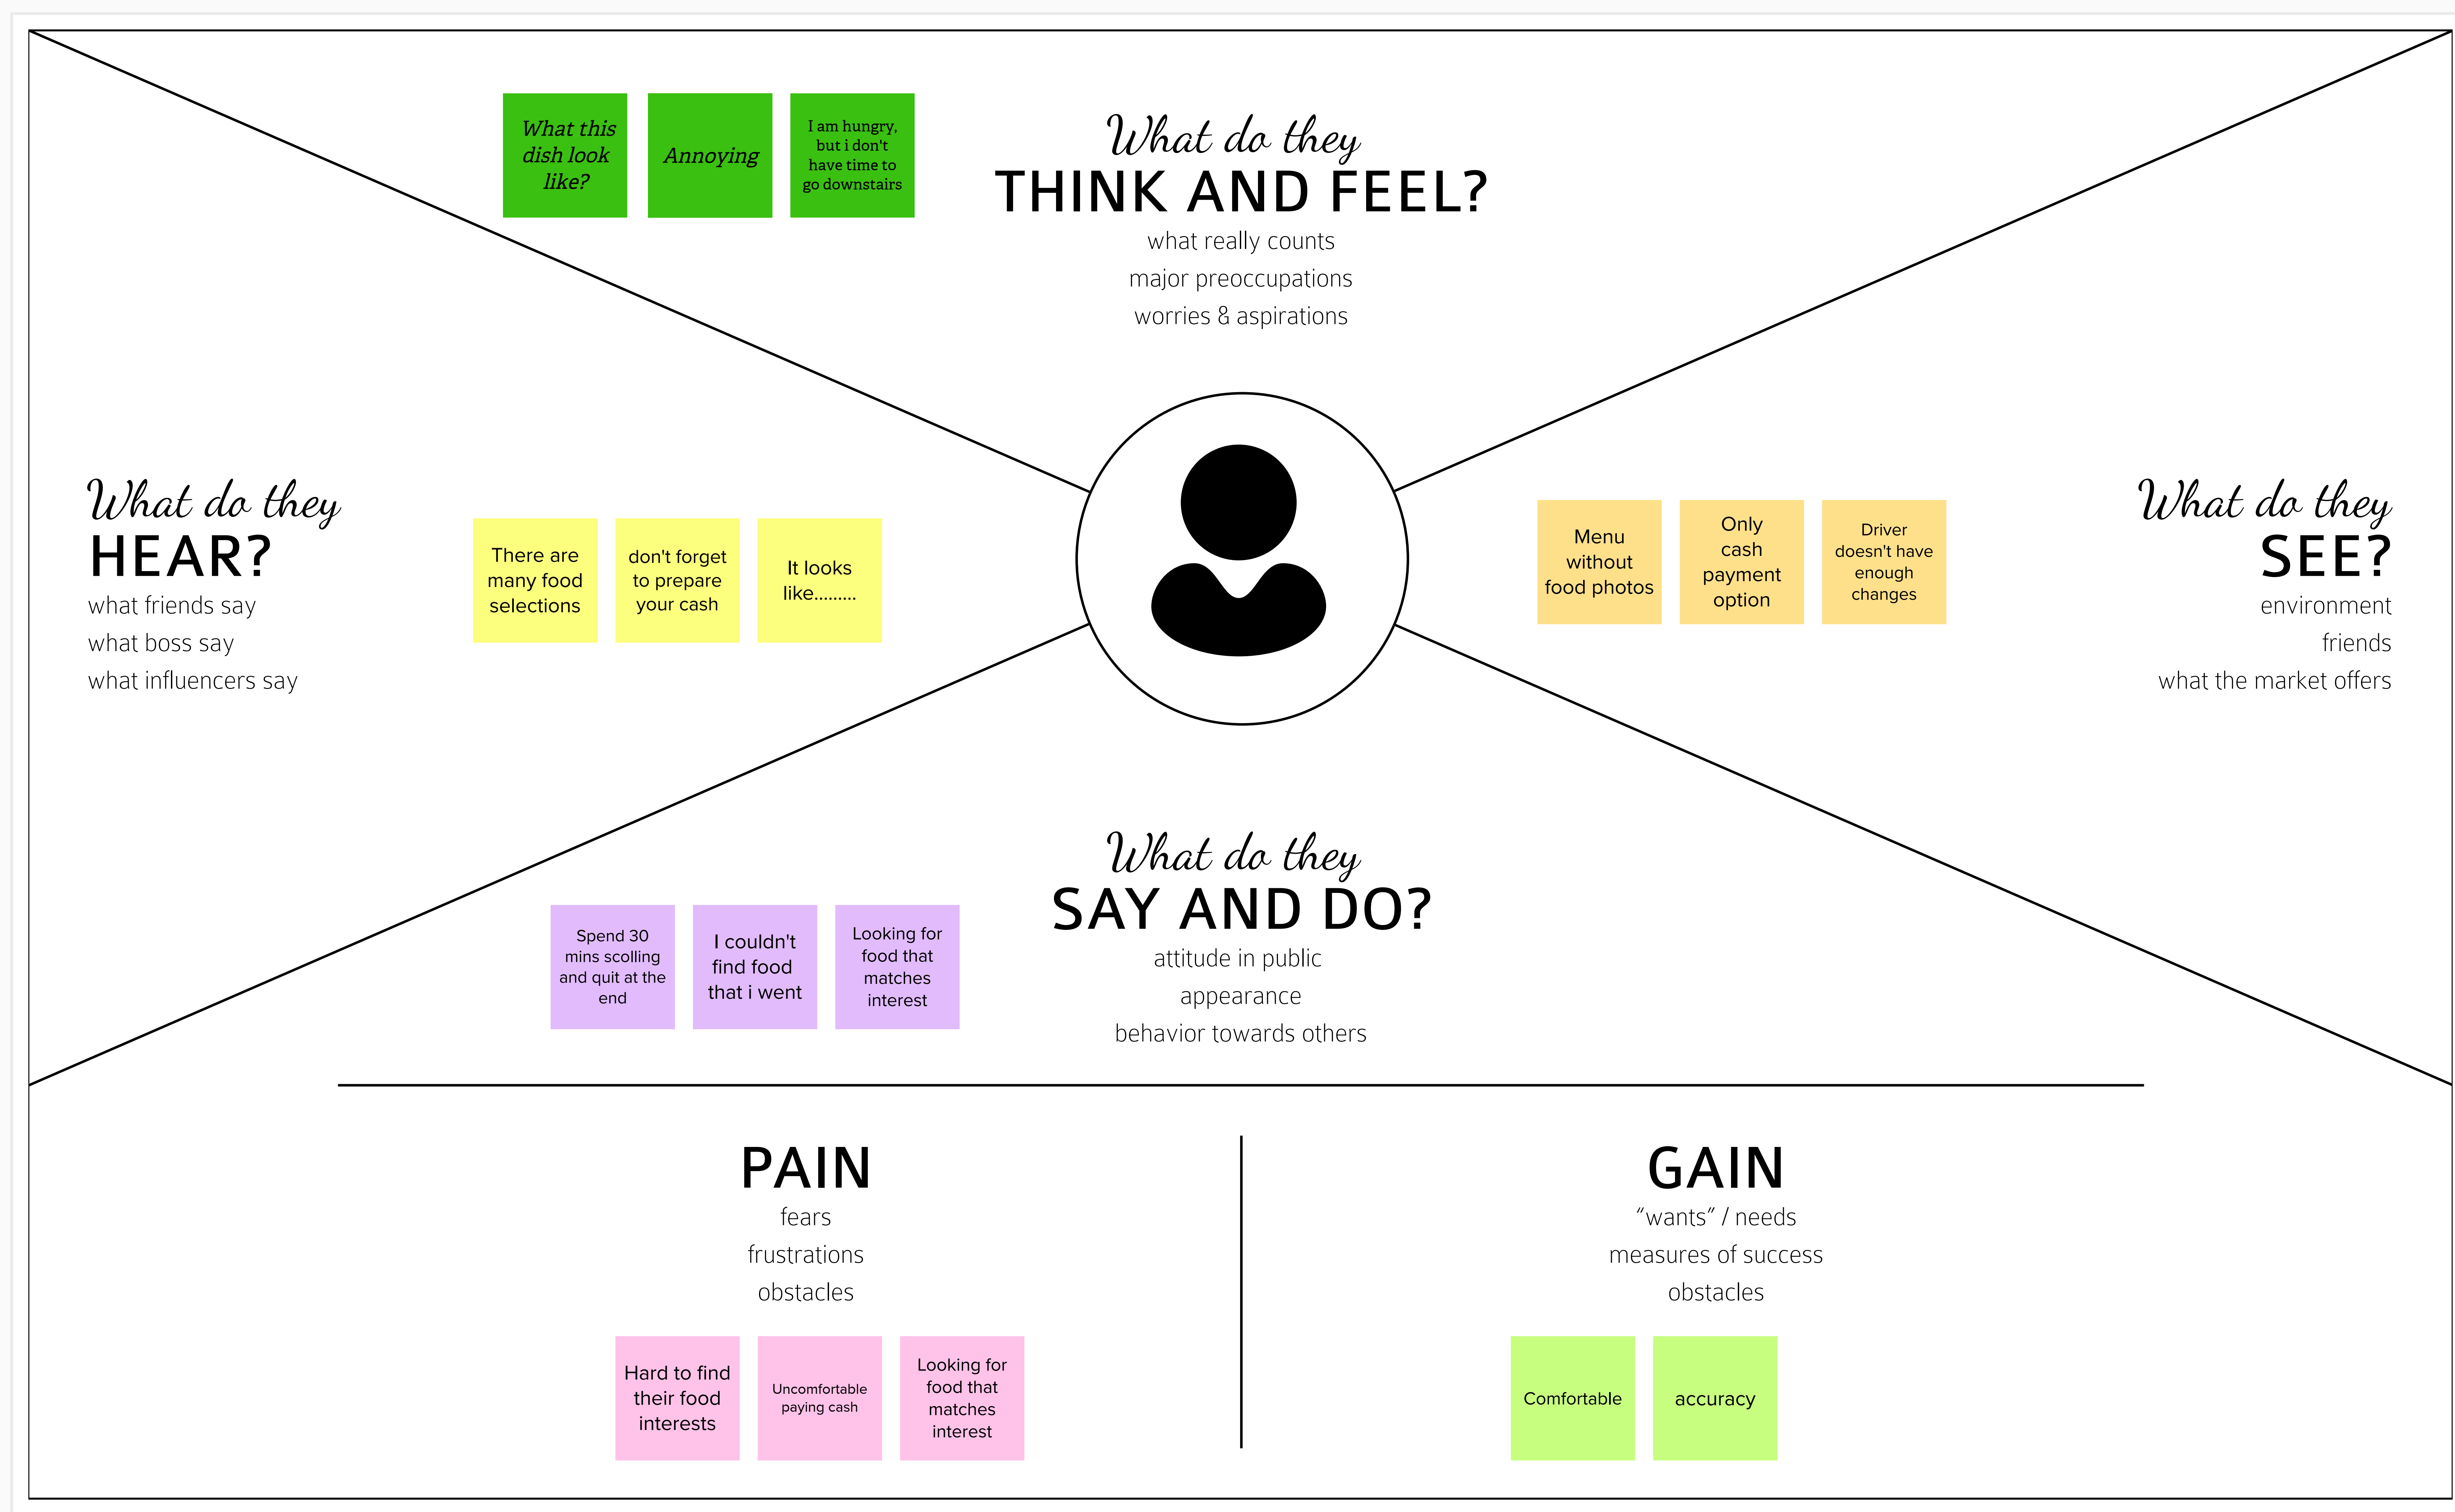 What this
dish look
like?
Annoying
I am hungry,
but i don't
have time to
go downstairs
What do they
THINK AND FEEL?
what really counts
major preoccupations
worries & aspirations
What do they
HEAR?
what friends say
what boss say
what influencers say
There are
many food
selections
don't forget
to prepare
your cash
It looks
like.........
Menu
without
food photos
Only
cash
payment
option
Driver
doesn't have
enough
changes
What do they
SEE?
environment
friends
what the market offers
What do they
SAY AND DO?
attitude in public
appearance
behavior towards others
Spend 30
mins scolling
and quit at the
end
I couldn't
find food
that i went
Looking for
food that
matches
interest
PAIN
fears
frustrations
obstacles
Hard to find
their food
interests
Uncomfortable
paying cash
Looking for
food that
matches
interest
GAIN
“wants” / needs
measures of success
obstacles
Comfortable
accuracy